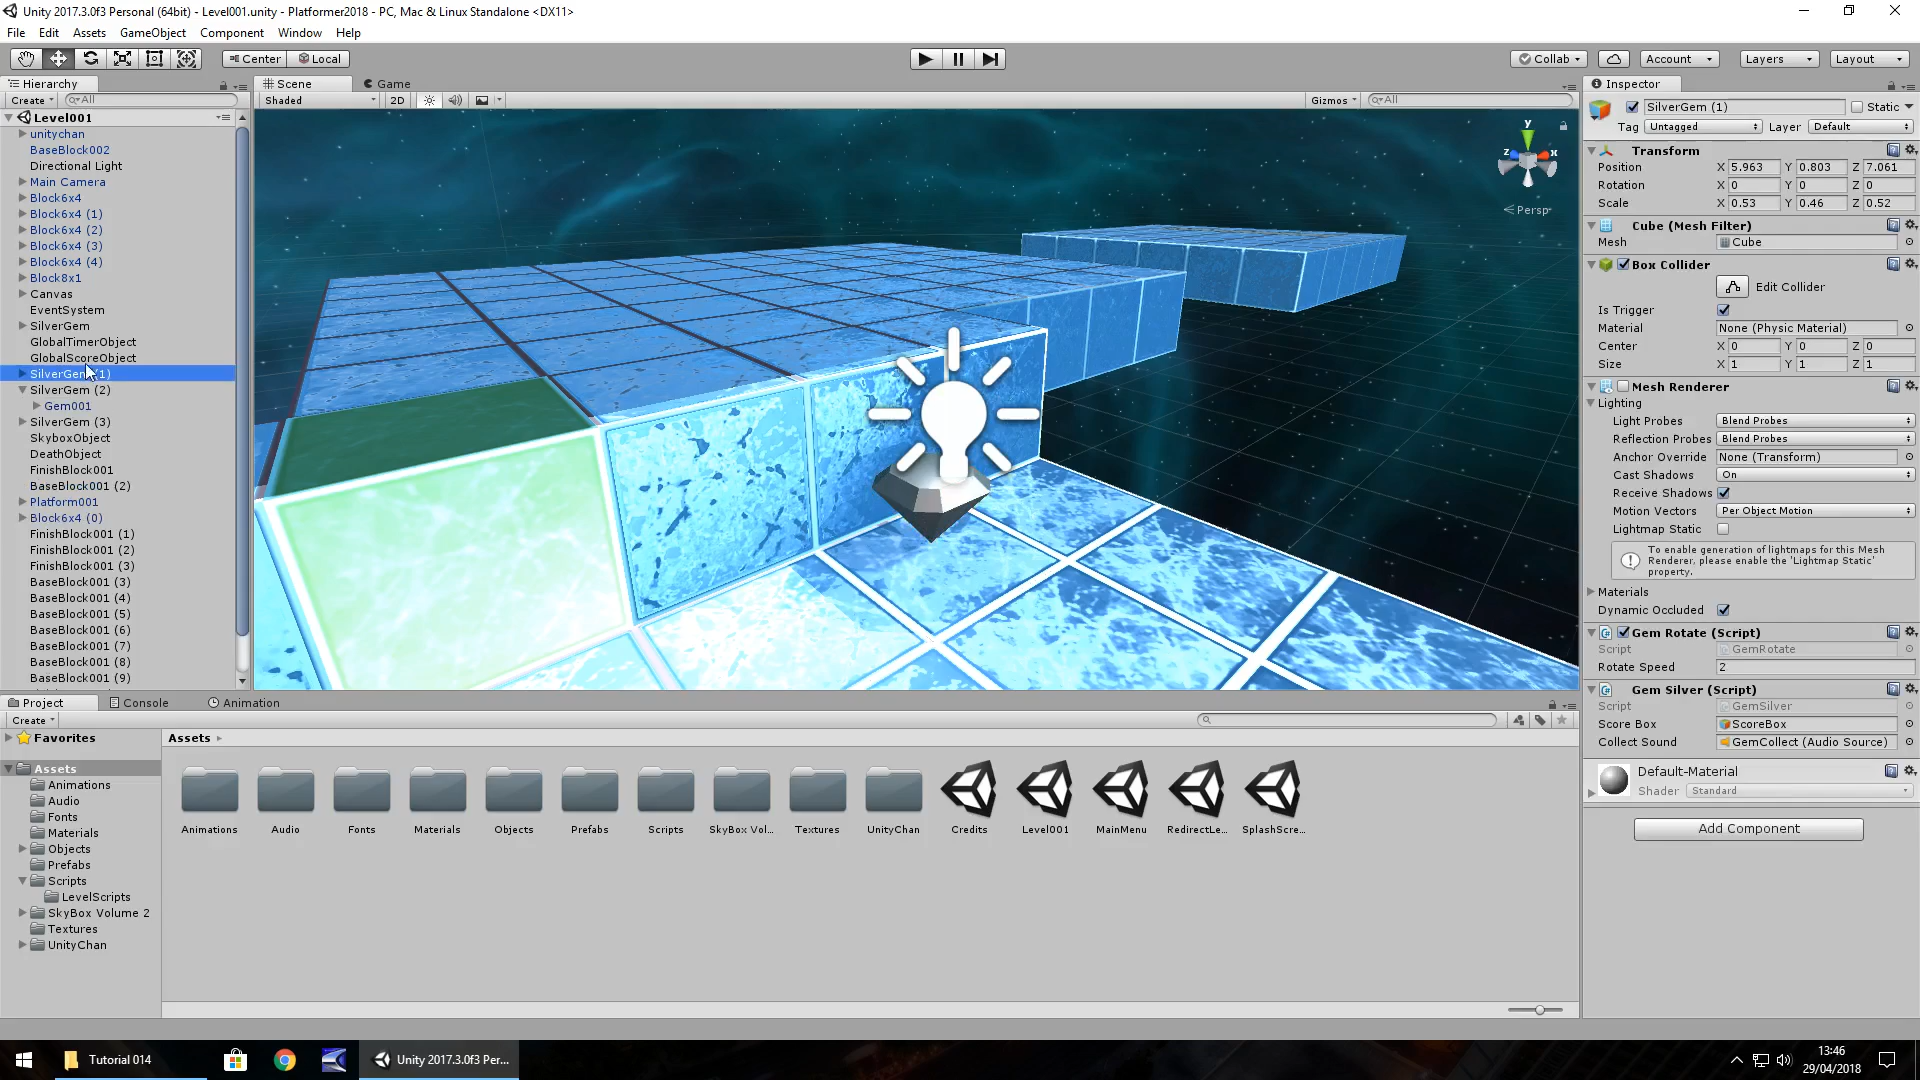 Unity 2017.3.0f3 Personal (64bit) - Level001.unity - Platformer2018 - PC, Mac & Linux Standalone <DX11>
File Edit Assets GameObject Component Window Help
Center Local Collab Account Layers Layout
Hierarchy
Create All
Level001
unitychan
BaseBlock002
Directional Light
Main Camera
Block6x4
Block6x4 (1)
Block6x4 (2)
Block6x4 (3)
Block6x4 (4)
Block8x1
Canvas
EventSystem
SilverGem
GlobalTimerObject
GlobalScoreObject
SilverGem (1)
SilverGem (2)
Gem001
SilverGem (3)
SkyboxObject
DeathObject
FinishBlock001
BaseBlock001 (2)
Platform001
Block6x4 (0)
FinishBlock001 (1)
FinishBlock001 (2)
FinishBlock001 (3)
BaseBlock001 (3)
BaseBlock001 (4)
BaseBlock001 (5)
BaseBlock001 (6)
BaseBlock001 (7)
BaseBlock001 (8)
BaseBlock001 (9)
Scene Game
Shaded 2D Gizmos All
y
z x
Persp
Inspector
SilverGem (1) Static
Tag Untagged Layer Default
Transform
Position X 5.963 Y 0.803 Z 7.061
Rotation X 0 Y 0 Z 0
Scale X 0.53 Y 0.46 Z 0.52
Cube (Mesh Filter)
Mesh Cube
Box Collider
Edit Collider
Is Trigger
Material None (Physic Material)
Center X 0 Y 0 Z 0
Size X 1 Y 1 Z 1
Mesh Renderer
Lighting
Light Probes Blend Probes
Reflection Probes Blend Probes
Anchor Override None (Transform)
Cast Shadows On
Receive Shadows
Motion Vectors Per Object Motion
Lightmap Static
To enable generation of lightmaps for this Mesh
Renderer, please enable the 'Lightmap Static'
property.
Materials
Dynamic Occluded
Gem Rotate (Script)
Script GemRotate
Rotate Speed 2
Gem Silver (Script)
Script GemSilver
Score Box ScoreBox
Collect Sound GemCollect (Audio Source)
Default-Material
Shader Standard
Add Component
Project Console Animation
Create
Favorites
Assets
Animations
Audio
Fonts
Materials
Objects
Prefabs
Scripts
LevelScripts
SkyBox Volume 2
Textures
UnityChan
Assets
Animations Audio Fonts Materials Objects Prefabs Scripts SkyBox Vol... Textures UnityChan Credits Level001 MainMenu RedirectLe... SplashScre...
Tutorial 014 Unity 2017.3.0f3 Per...
13:46
29/04/2018